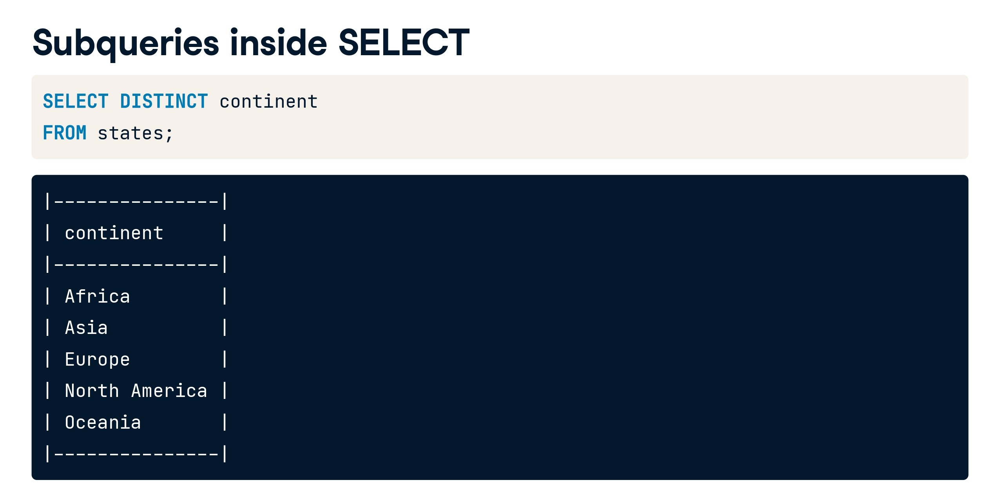 Subqueries inside SELECT
SELECT DISTINCT continent
FROM states;
|---------------|
| continent     |
|---------------|
| Africa        |
| Asia          |
| Europe        |
| North America |
| Oceania       |
|---------------|